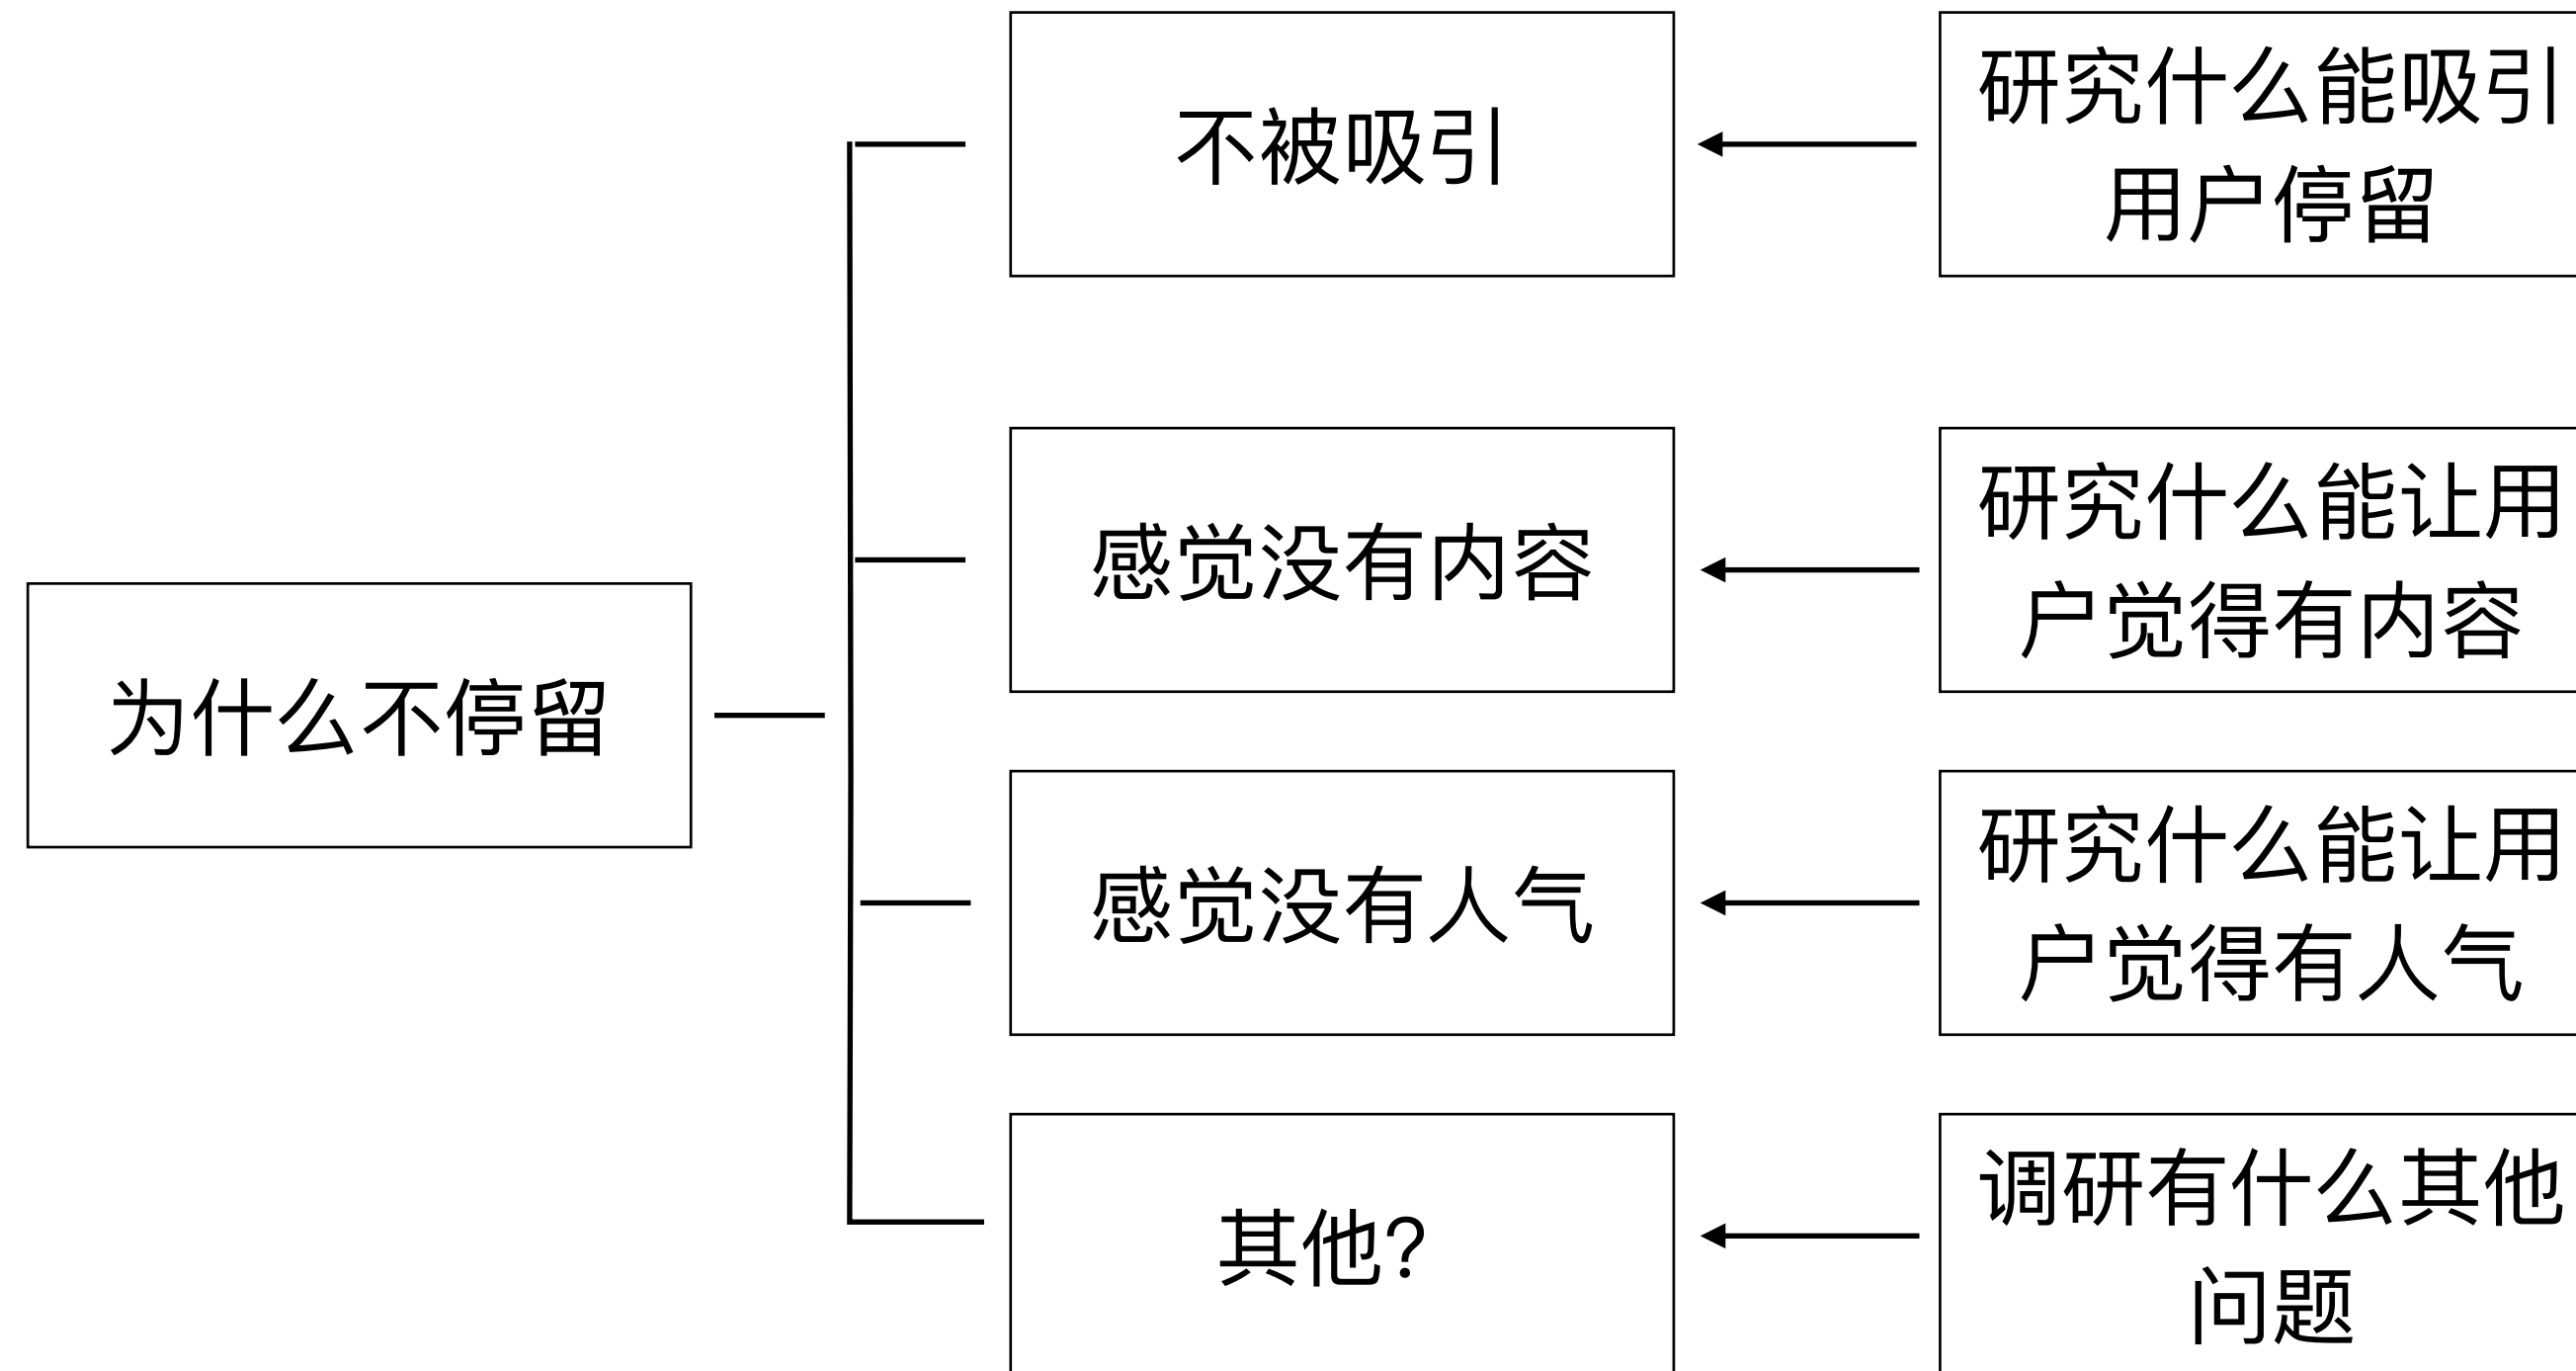 不被吸引
研究什么能吸引
用户停留
感觉没有内容
研究什么能让用
户觉得有内容
为什么不停留
感觉没有人气
研究什么能让用
户觉得有人气
其他?
调研有什么其他
问题